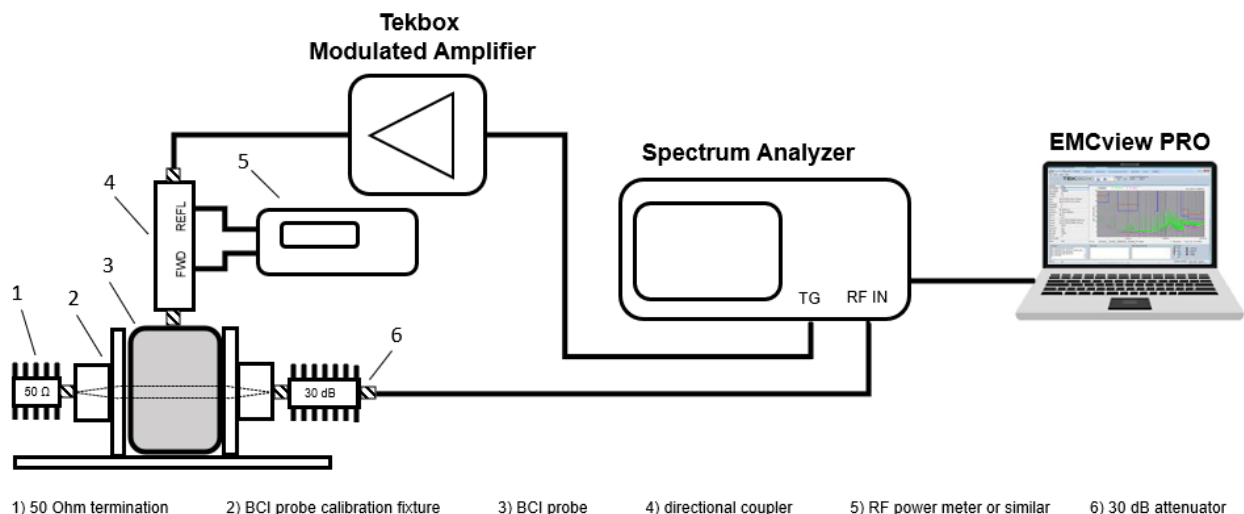 Tekbox
Modulated Amplifier
EMCview PRO
Spectrum Analyzer
5
4
REFL
FWD
3
TG RF IN
1
2
6
50 Ω
30 dB
1) 50 Ohm termination 2) BCI probe calibration fixture 3) BCI probe 4) directional coupler 5) RF power meter or similar 6) 30 dB attenuator